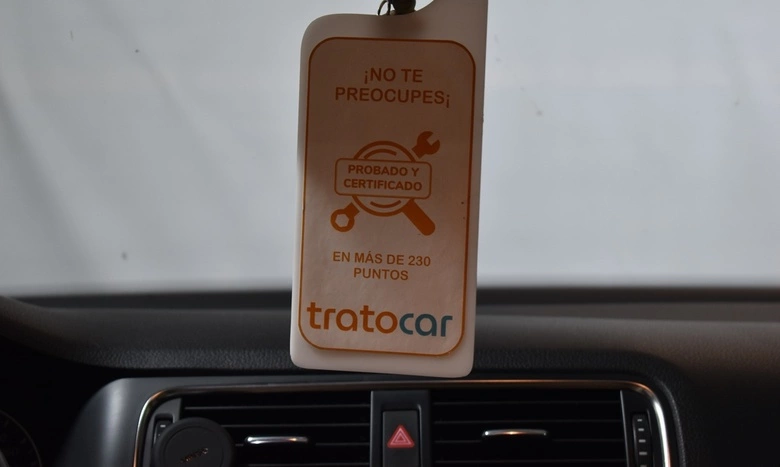 ¡NO TE
PREOCUPES¡
PROBADO Y
CERTIFICADO
EN MÁS DE 230
PUNTOS
tratocar